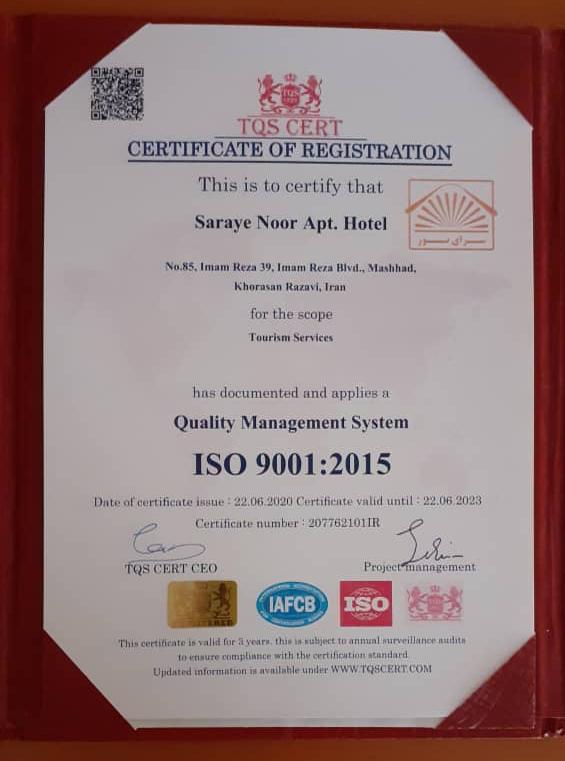 TQS
TQS CERT
CERTIFICATE OF REGISTRATION
This is to certify that
Saraye Noor Apt. Hotel
سرای نور
No.85, Imam Reza 39, Imam Reza Blvd., Mashhad,
Khorasan Razavi, Iran
for the scope
Tourism Services
has documented and applies a
Quality Management System
ISO 9001:2015
Date of certificate issue : 22.06.2020 Certificate valid until : 22.06.2023
Certificate number : 207762101IR
TQS CERT CEO
Project management
IAFCB
ISO
This certificate is valid for 3 years. this is subject to annual surveillance audits
to ensure compliance with the certification standard.
Updated information is available under WWW.TQSCERT.COM